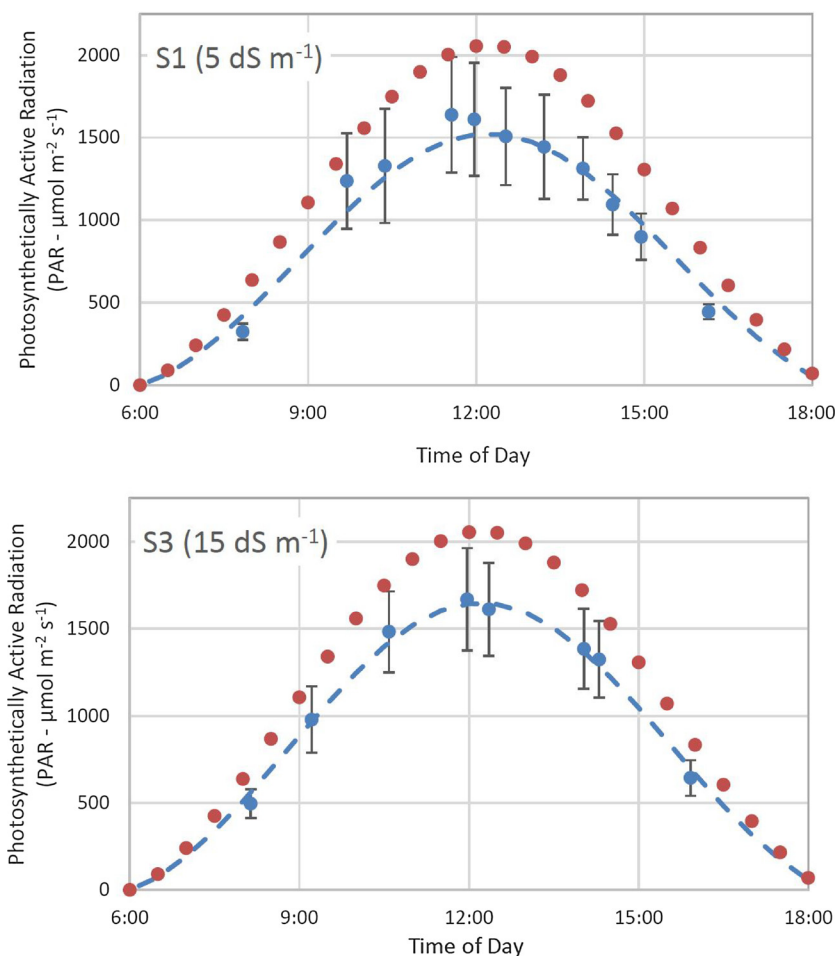 S1 (5 dS m⁻¹)
Photosynthetically Active Radiation
(PAR - µmol m⁻² s⁻¹)
2000
1500
1000
500
0
6:00 9:00 12:00 15:00 18:00
Time of Day
S3 (15 dS m⁻¹)
Photosynthetically Active Radiation
(PAR - µmol m⁻² s⁻¹)
2000
1500
1000
500
0
6:00 9:00 12:00 15:00 18:00
Time of Day